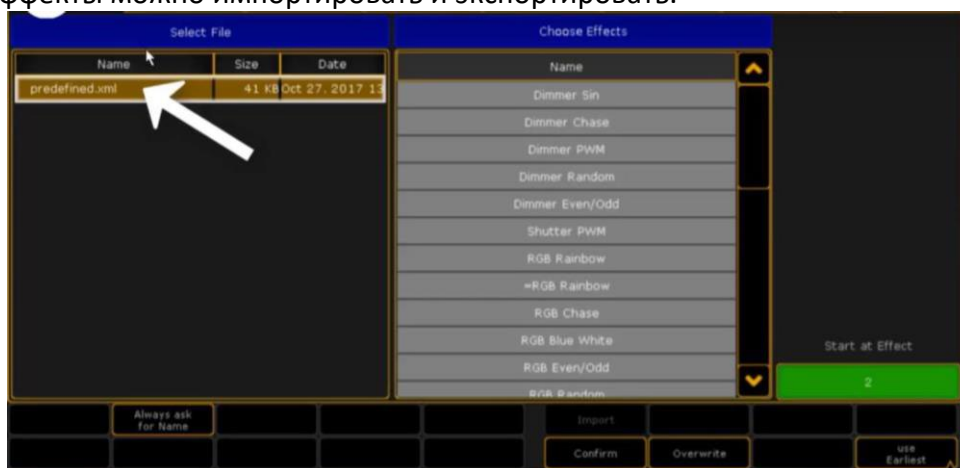 ффекты можно импортировать и экспортировать.
Select File
Name Size Date
predefined.xml 41 KB Oct 27. 2017 13
Choose Effects
Name
Dimmer Sin
Dimmer Chase
Dimmer PWM
Dimmer Random
Dimmer Even/Odd
Shutter PWM
RGB Rainbow
=RGB Rainbow
RGB Chase
RGB Blue White
RGB Even/Odd
RGB Random
Start at Effect
2
Always ask
for Name
Import
Confirm
Overwrite
use
Earliest